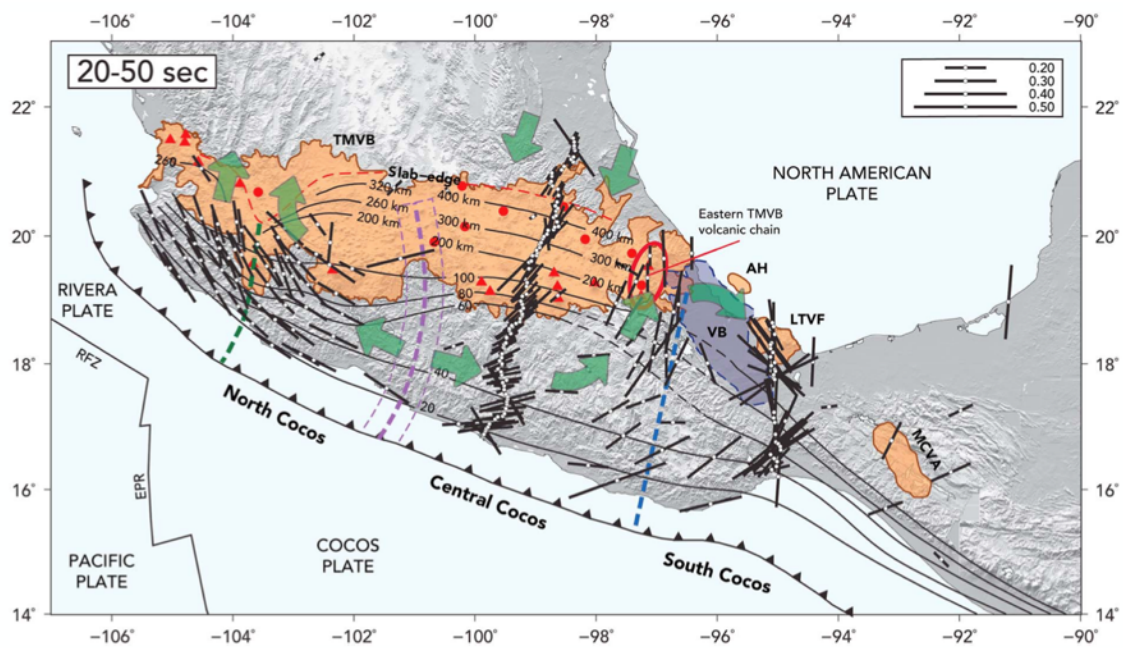 −106
−104
−102
−100
−98
−96
−94
−92
−90
20-50 sec
0.20
0.30
0.40
0.50
22°
22°
TMVB
260
Slab-edge
NORTH AMERICAN
PLATE
320 km
400 km
260 km
200 km
300 km
200 km
Eastern TMVB
volcanic chain
400 km
300 km
200 km
20°
20°
100
80
60
AH
RIVERA
PLATE
LTVF
VB
RFZ
18°
18°
40
20
North Cocos
MCVA
EPR
16°
16°
Central Cocos
COCOS
PLATE
PACIFIC
PLATE
South Cocos
14°
14°
−106°
−104°
−102°
−100°
−98°
−96°
−94°
−92°
−90°